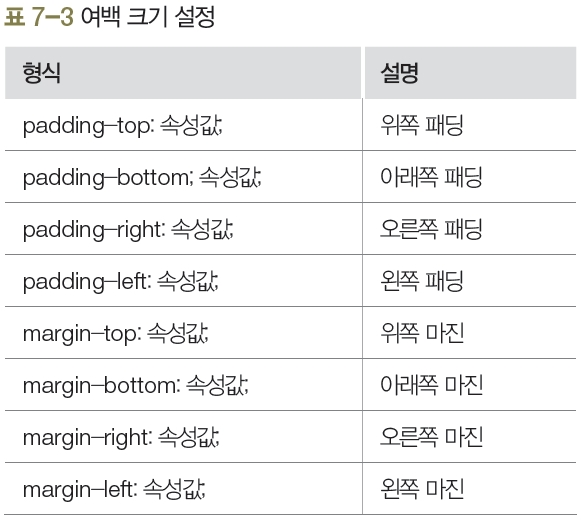 표 7-3 여백 크기 설정
형식 설명
padding-top: 속성값; 위쪽 패딩
padding-bottom; 속성값; 아래쪽 패딩
padding-right: 속성값; 오른쪽 패딩
padding-left: 속성값; 왼쪽 패딩
margin-top: 속성값; 위쪽 마진
margin-bottom: 속성값; 아래쪽 마진
margin-right: 속성값; 오른쪽 마진
margin-left: 속성값; 왼쪽 마진